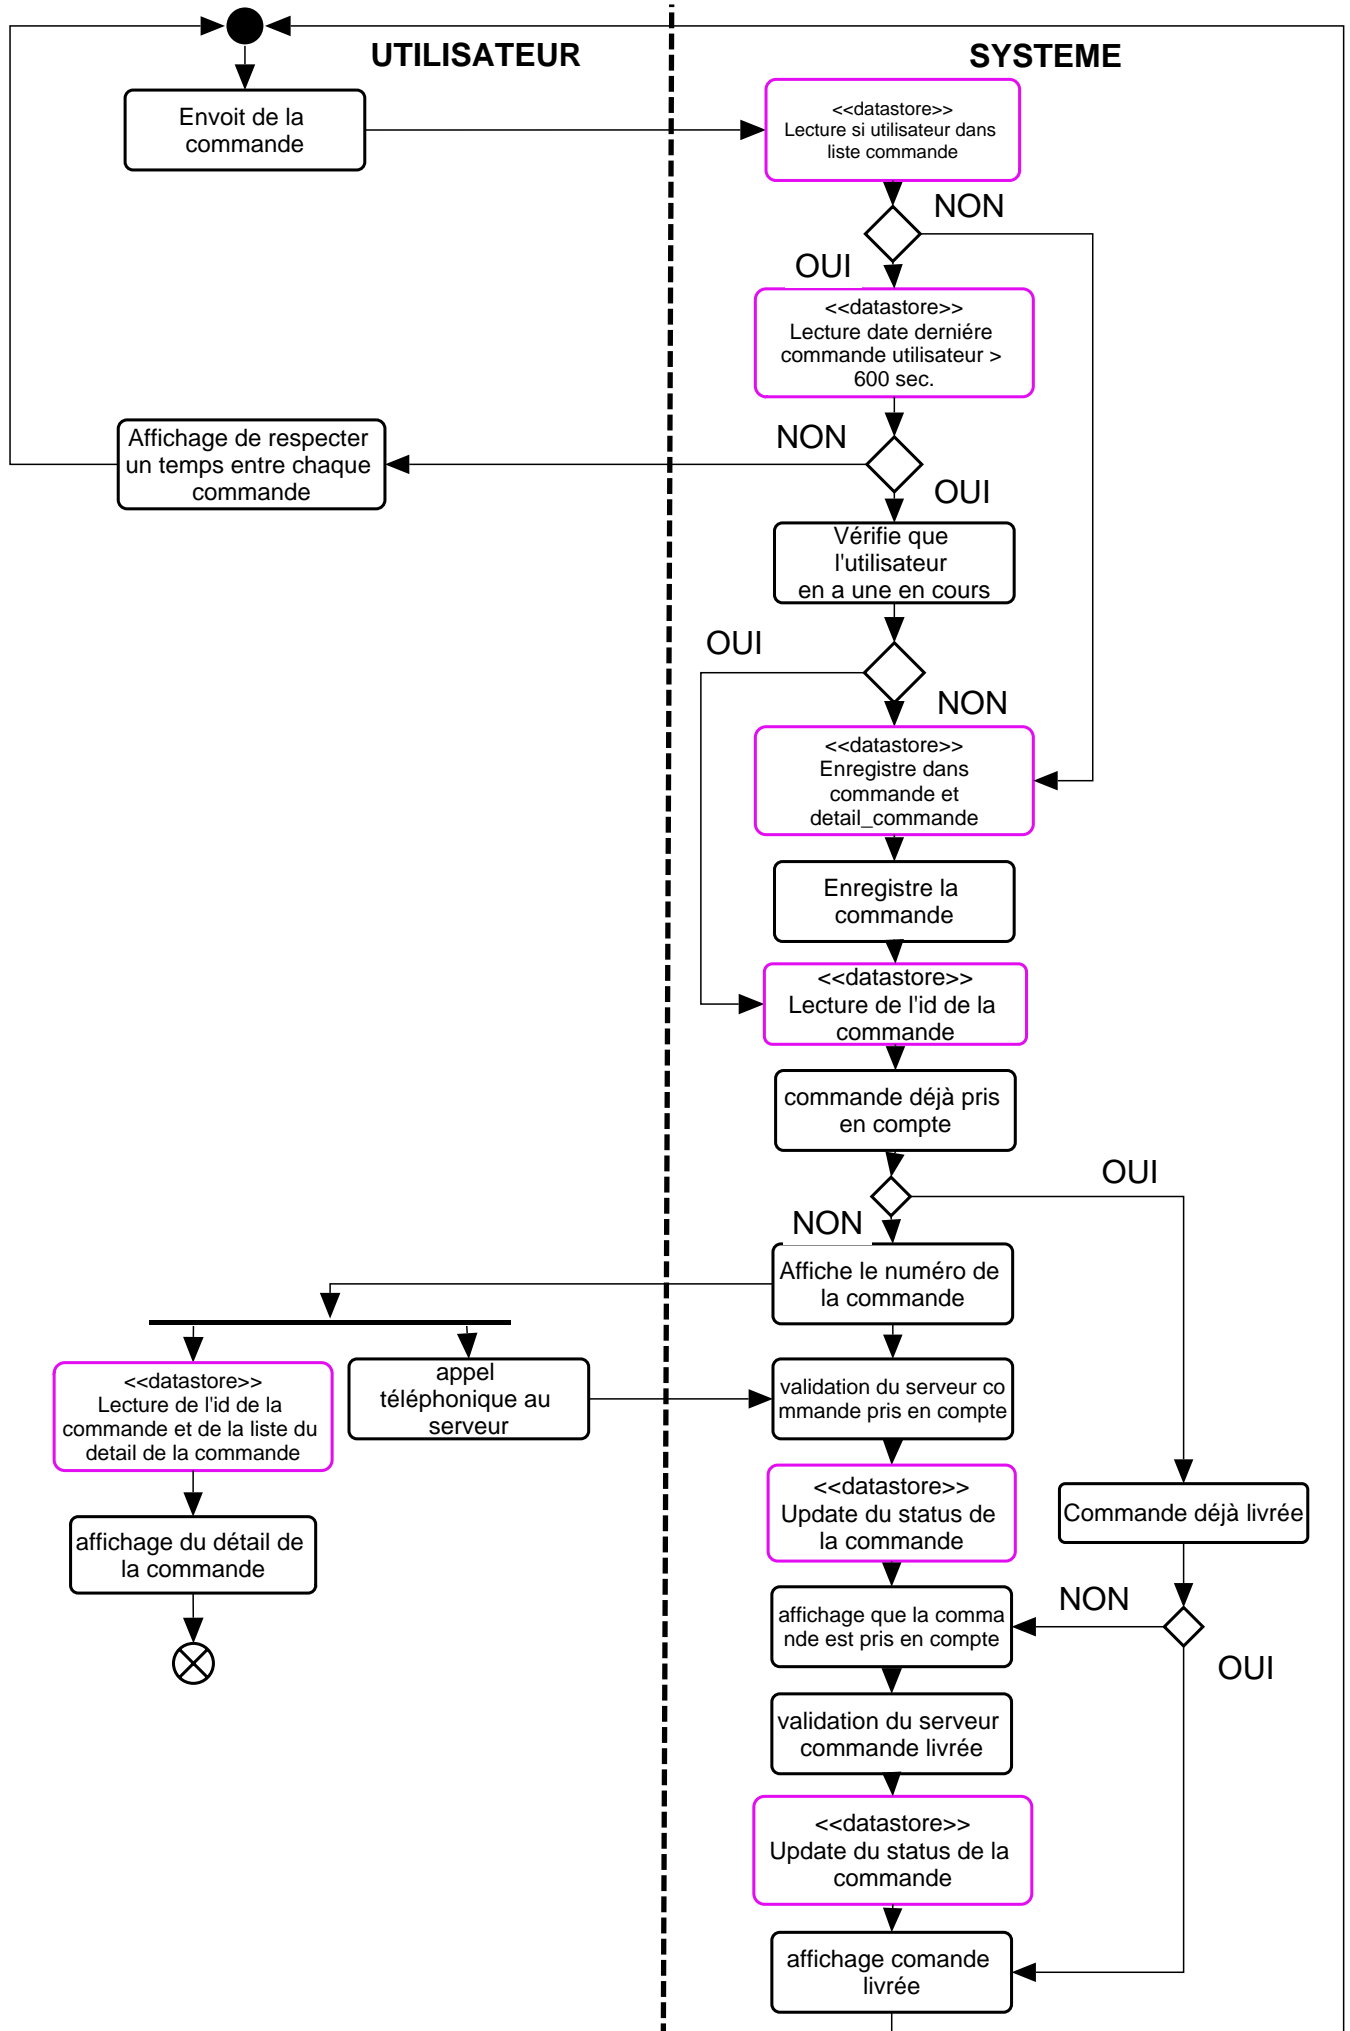 UTILISATEUR
SYSTEME
Envoit de la
commande
<<datastore>>
Lecture si utilisateur dans
liste commande
NON
OUI
<<datastore>>
Lecture date derniére
commande utilisateur >
600 sec.
NON
Affichage de respecter
un temps entre chaque
commande
OUI
Vérifie que
l'utilisateur
en a une en cours
OUI
NON
<<datastore>>
Enregistre dans
commande et
detail_commande
Enregistre la
commande
<<datastore>>
Lecture de l'id de la
commande
commande déjà pris
en compte
OUI
NON
Affiche le numéro de
la commande
<<datastore>>
Lecture de l'id de la
commande et de la liste du
detail de la commande
appel
téléphonique au
serveur
validation du serveur co
mmande pris en compte
<<datastore>>
Update du status de
la commande
Commande déjà livrée
affichage du détail de
la commande
NON
affichage que la comma
nde est pris en compte
OUI
validation du serveur
commande livrée
<<datastore>>
Update du status de la
commande
affichage comande
livrée